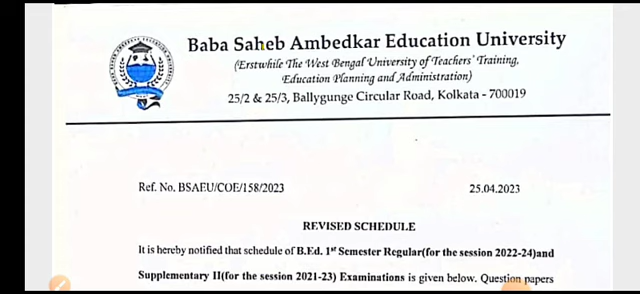 Baba Saheb Ambedkar Education University
(Erstwhile The West Bengal University of Teachers' Training,
Education Planning and Administration)
25/2 & 25/3, Ballygunge Circular Road, Kolkata - 700019
Ref. No. BSAEU/COE/158/2023
25.04.2023
REVISED SCHEDULE
It is hereby notified that schedule of B.Ed. 1st Semester Regular(for the session 2022-24)and
Supplementary II(for the session 2021-23) Examinations is given below. Question papers